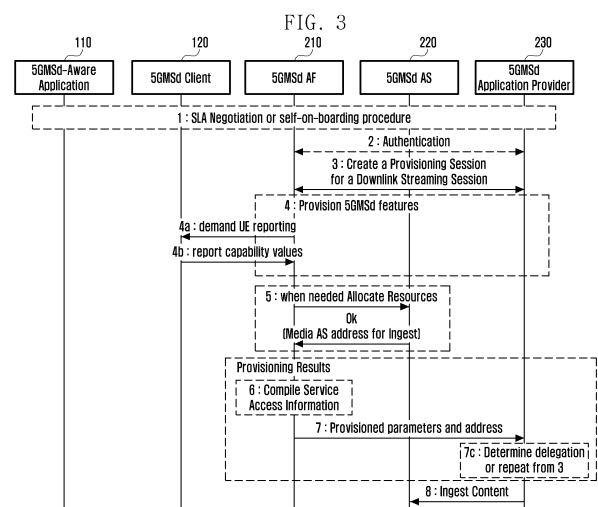 FIG. 3
110
120
210
220
230
5GMSd-Aware
Application
5GMSd Client
5GMSd AF
5GMSd AS
5GMSd
Application Provider
1 : SLA Negotiation or self-on-boarding procedure
2 : Authentication
3 : Create a Provisioning Session
for a Downlink Streaming Session
4 : Provision 5GMSd features
4a : demand UE reporting
4b : report capability values
5 : when needed Allocate Resources
Ok
(Media AS address for Ingest)
Provisioning Results
6 : Compile Service
Access Information
7 : Provisioned parameters and address
7c : Determine delegation
or repeat from 3
8 : Ingest Content